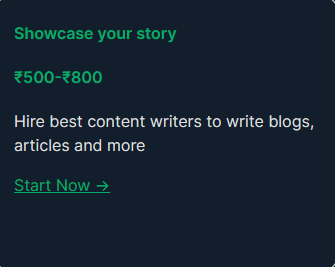 Showcase your story
₹500-₹800
Hire best content writers to write blogs,
articles and more
Start Now →